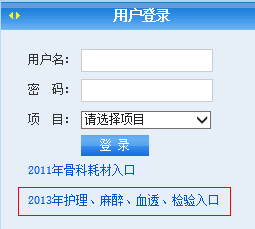 用户登录
用户名：
密　码：
项　目： 请选择项目
登 录
2011年骨科耗材入口
2013年护理、麻醉、血透、检验入口